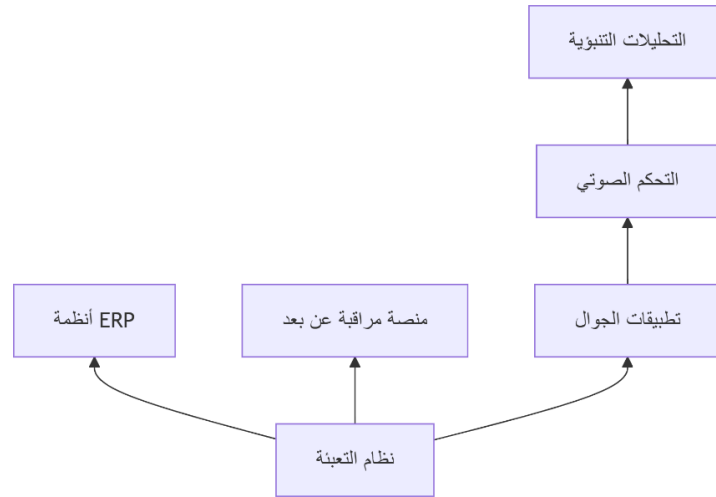 التحليلات التنبؤية
التحكم الصوتي
تطبيقات الجوال
منصة مراقبة عن بعد
أنظمة ERP
نظام التعبئة